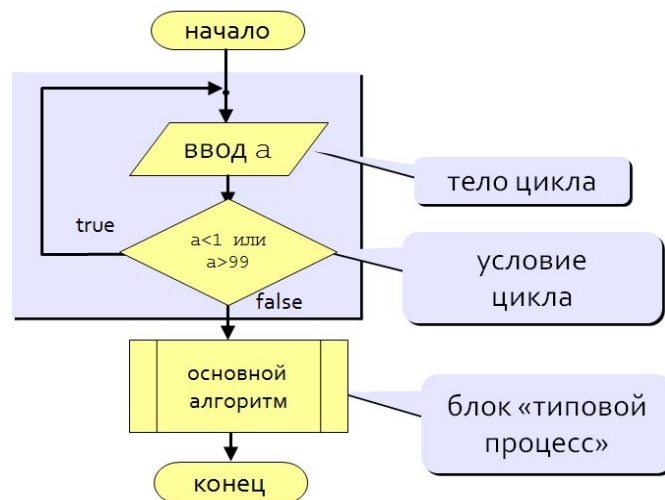 начало
ввод a
тело цикла
true
a<1 или
a>99
условие
цикла
false
основной
алгоритм
блок «типовой
процесс»
конец